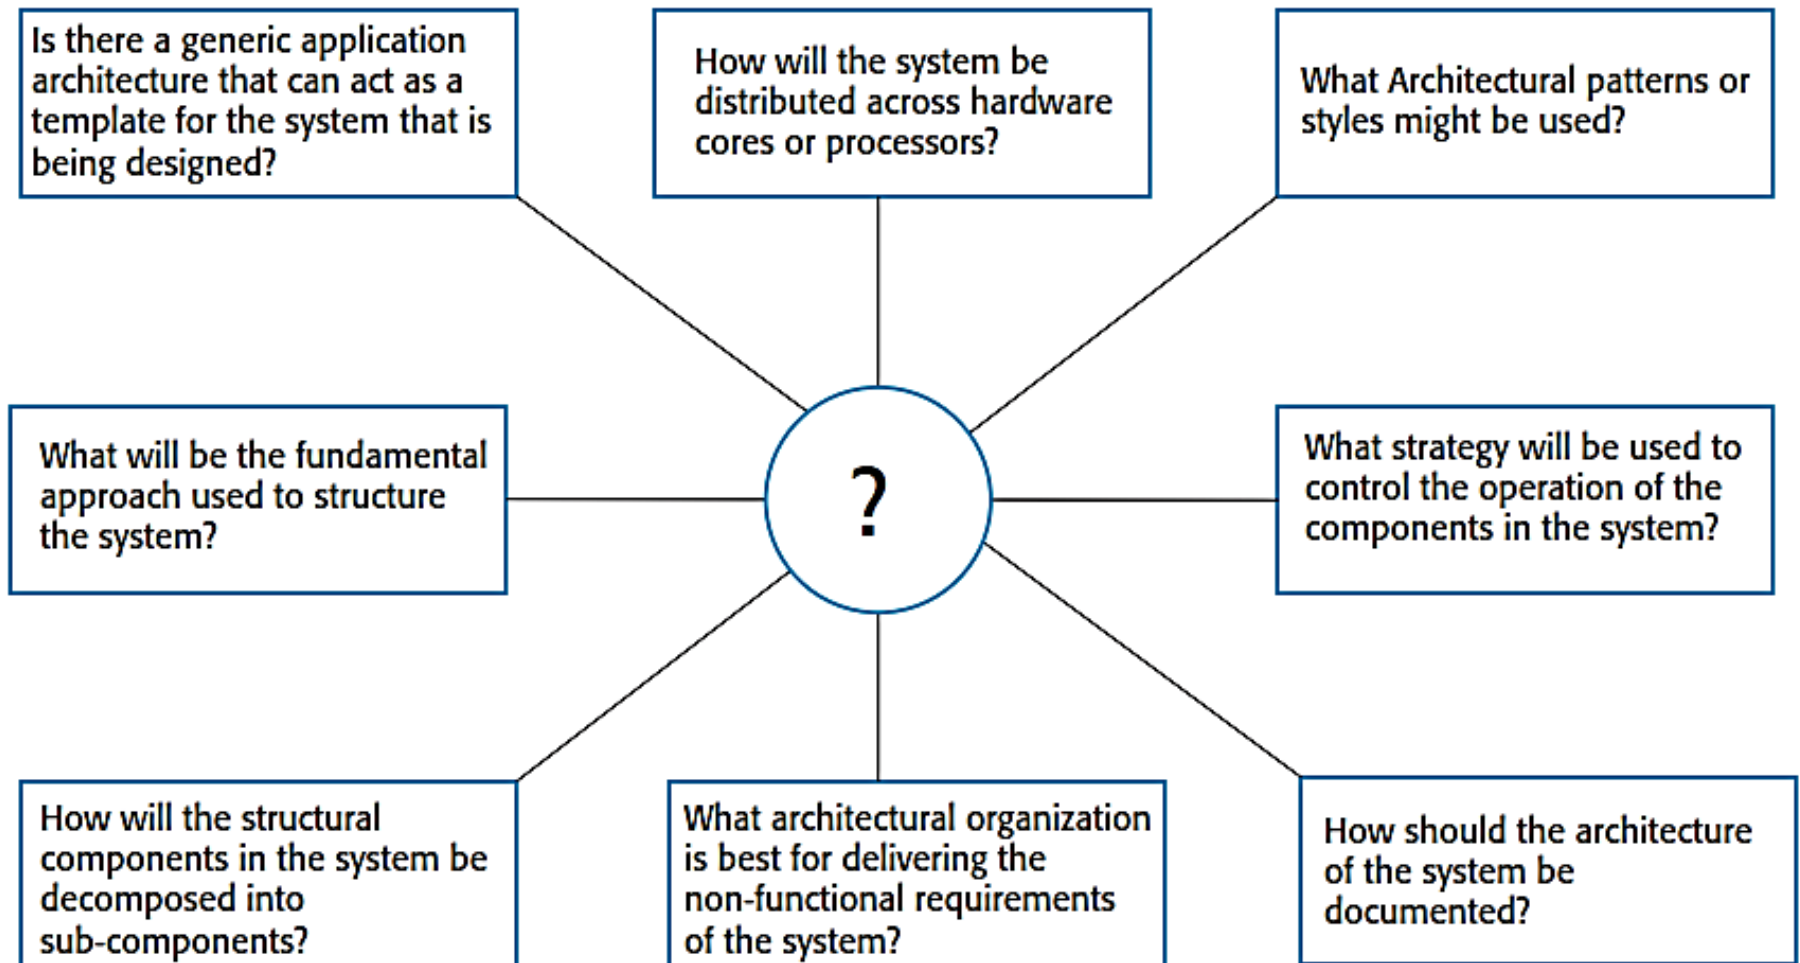 Is there a generic application
architecture that can act as a
template for the system that is
being designed?
How will the system be
distributed across hardware
cores or processors?
What Architectural patterns or
styles might be used?
What will be the fundamental
approach used to structure
the system?
?
What strategy will be used to
control the operation of the
components in the system?
How will the structural
components in the system be
decomposed into
sub-components?
What architectural organization
is best for delivering the
non-functional requirements
of the system?
How should the architecture
of the system be
documented?